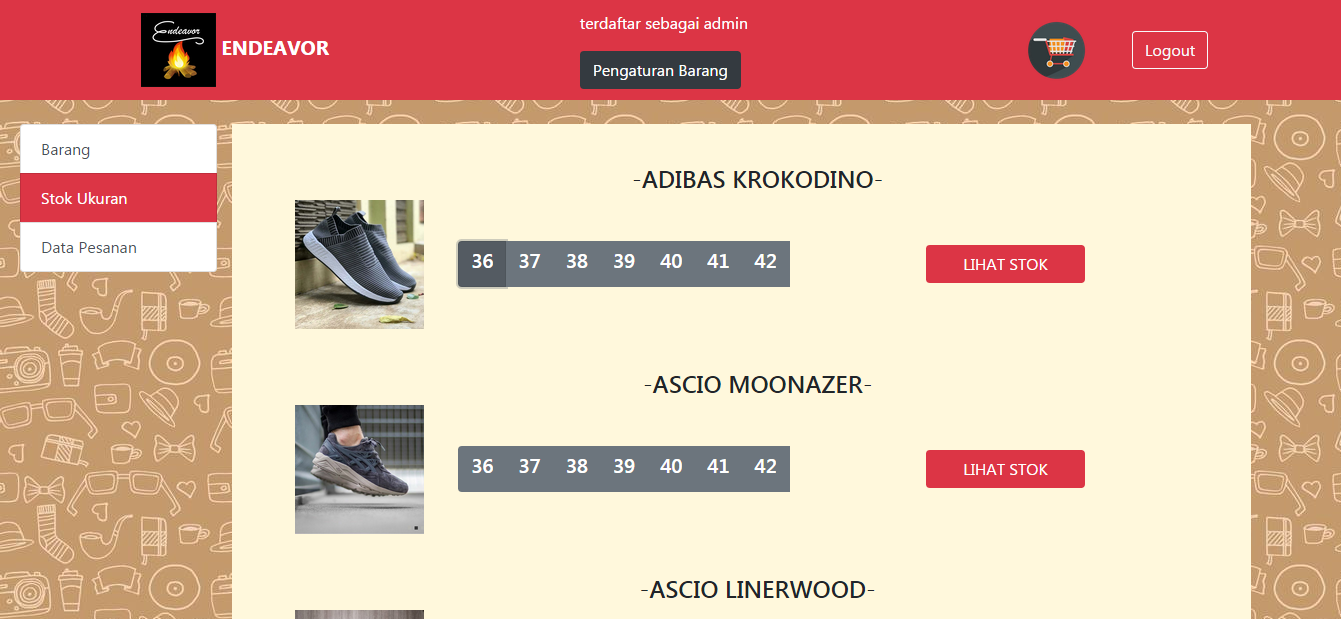 Endeavor
ENDEAVOR
terdaftar sebagai admin
Pengaturan Barang
Logout
Barang
Stok Ukuran
Data Pesanan
-ADIBAS KROKODINO-
36 37 38 39 40 41 42
LIHAT STOK
-ASCIO MOONAZER-
36 37 38 39 40 41 42
LIHAT STOK
-ASCIO LINERWOOD-